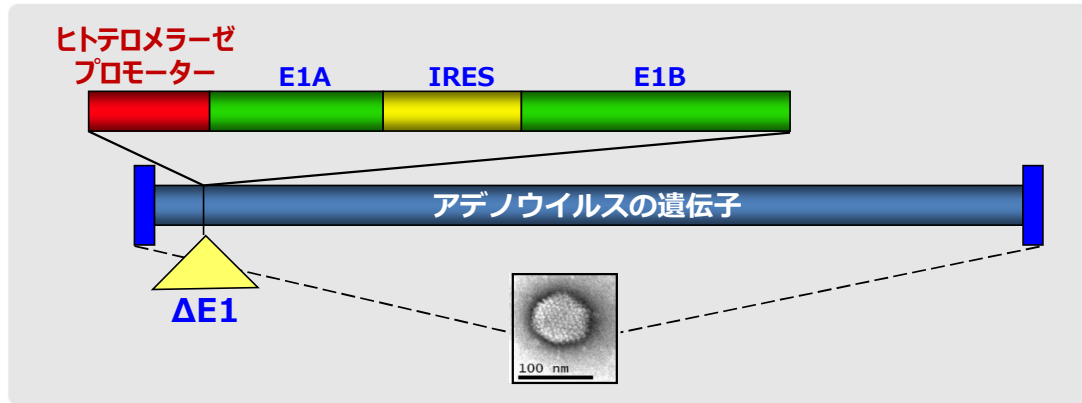 ヒトテロメラーゼ
プロモーター
E1A
IRES
E1B
アデノウイルスの遺伝子
ΔE1
100 nm